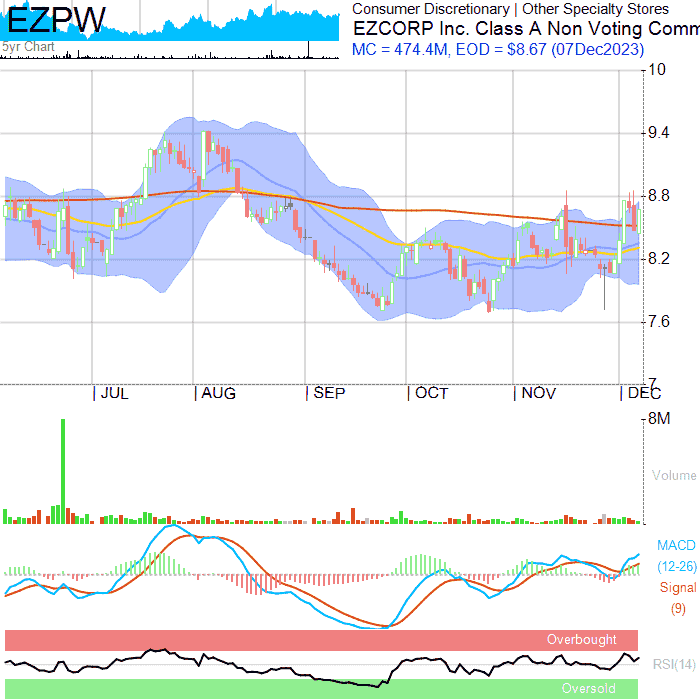 EZPW
5yr Chart
Consumer Discretionary | Other Specialty Stores
EZCORP Inc. Class A Non Voting Comm
MC = 474.4M, EOD = $8.67 (07Dec2023)
10
9.4
8.8
8.2
7.6
7
JUL AUG SEP OCT NOV DEC
8M
Volume
MACD
(12-26)
Signal
(9)
Overbought
RSI(14)
Oversold